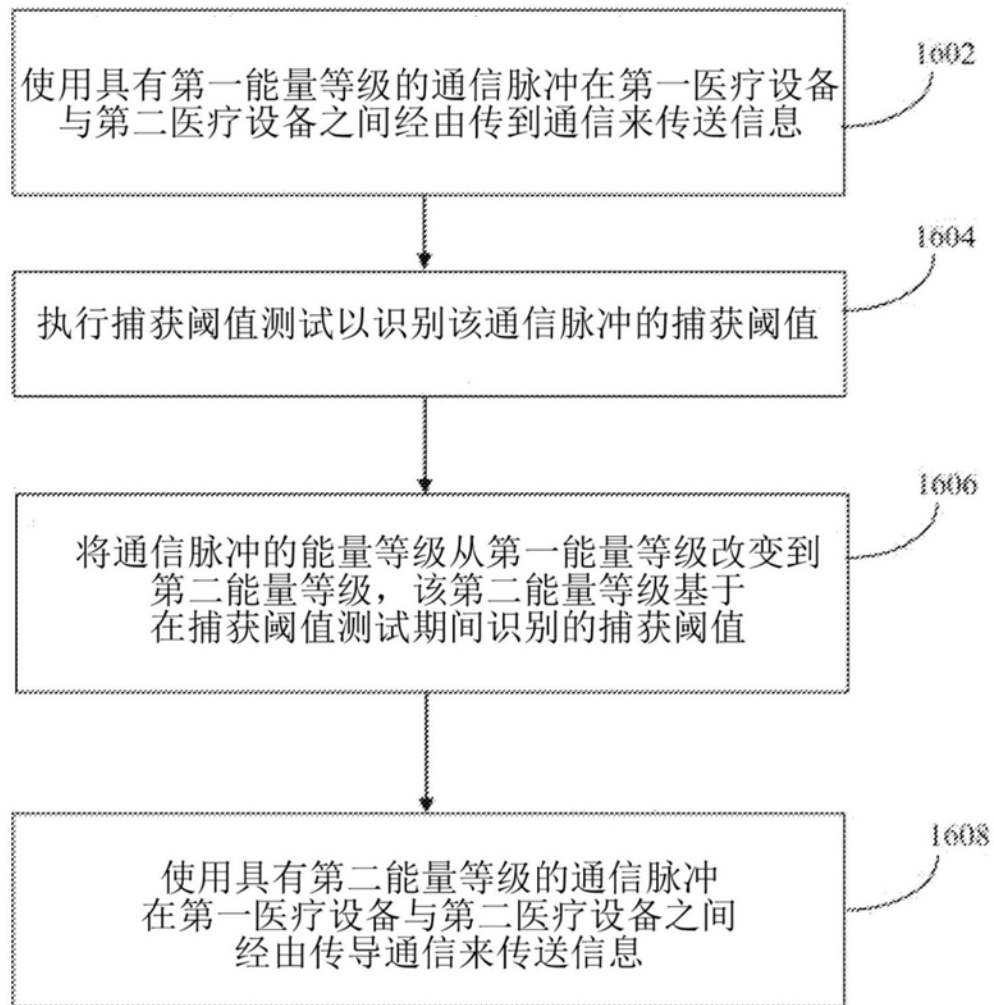 使用具有第一能量等级的通信脉冲在第一医疗设备
与第二医疗设备之间经由传到通信来传送信息
1602
执行捕获阈值测试以识别该通信脉冲的捕获阈值
1604
将通信脉冲的能量等级从第一能量等级改变到
第二能量等级，该第二能量等级基于
在捕获阈值测试期间识别的捕获阈值
1606
使用具有第二能量等级的通信脉冲
在第一医疗设备与第二医疗设备之间
经由传导通信来传送信息
1608